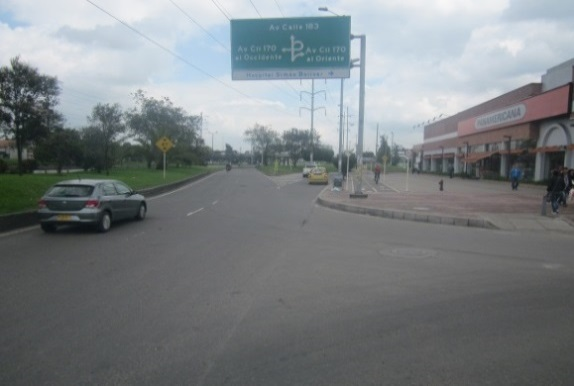 Av Calle 183
Av Cll 170
al Occidente
Av Cll 170
al Oriente
Hospital Simón Bolívar
PANAMERICANA